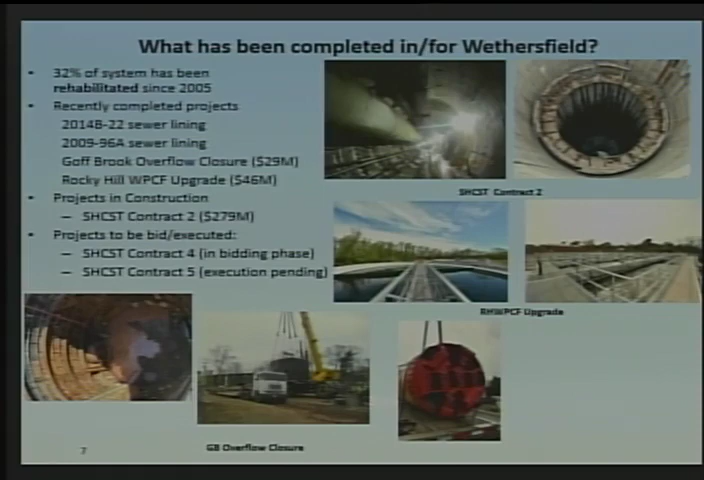 What has been completed in/for Wethersfield?
• 32% of system has been
rehabilitated since 2005
• Recently completed projects
2014B-22 sewer lining
2009-96A sewer lining
Goff Brook Overflow Closure ($29M)
Rocky Hill WPCF Upgrade ($46M)
• Projects in Construction
– SHCST Contract 2 ($279M)
• Projects to be bid/executed:
– SHCST Contract 4 (in bidding phase)
– SHCST Contract 5 (execution pending)
SHCST Contract 2
RHWPCF Upgrade
GB Overflow Closure
7